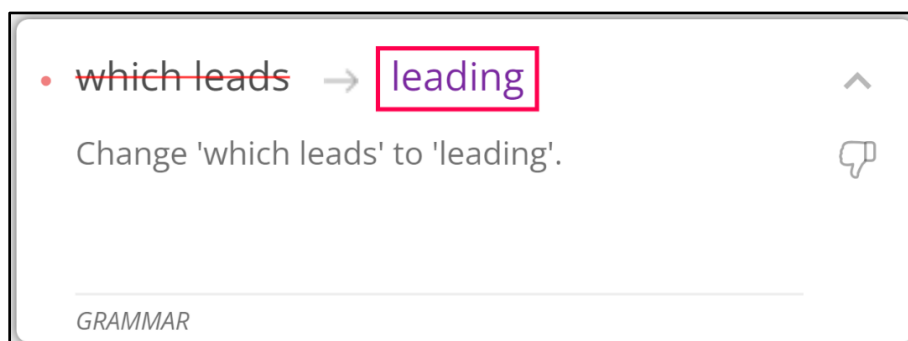 which leads → leading
Change 'which leads' to 'leading'.
GRAMMAR